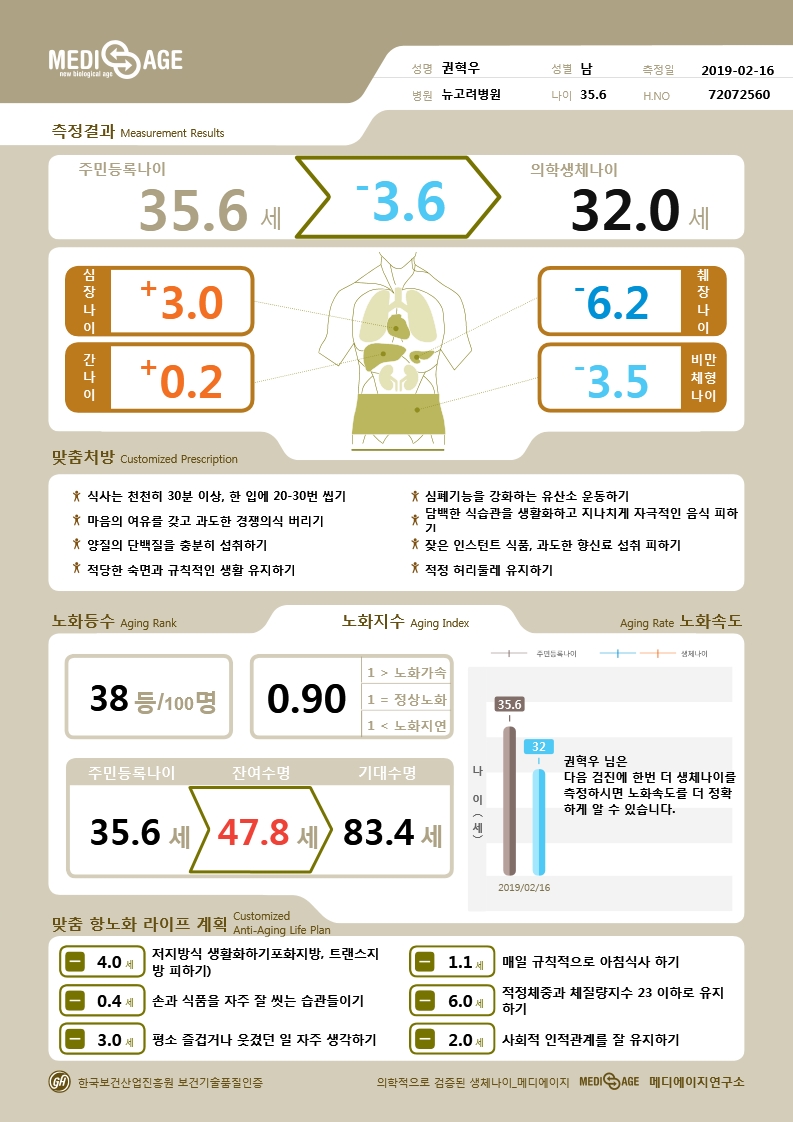 MEDI AGE
new biological age
성명 권혁우 성별 남 측정일 2019-02-16
병원 뉴고려병원 나이 35.6 H.NO 72072560
측정결과 Measurement Results
주민등록나이 의학생체나이
35.6 세 -3.6 32.0 세
심장나이 +3.0 -6.2 췌장나이
간나이 +0.2 -3.5 비만체형나이
맞춤처방 Customized Prescription
식사는 천천히 30분 이상, 한 입에 20-30번 씹기
마음의 여유를 갖고 과도한 경쟁의식 버리기
양질의 단백질을 충분히 섭취하기
적당한 숙면과 규칙적인 생활 유지하기
심폐기능을 강화하는 유산소 운동하기
담백한 식습관을 생활화하고 지나치게 자극적인 음식 피하
기
잦은 인스턴트 식품, 과도한 향신료 섭취 피하기
적정 허리둘레 유지하기
노화등수 Aging Rank 노화지수 Aging Index Aging Rate 노화속도
38 등/100명
0.90
1 > 노화가속
1 = 정상노화
1 < 노화지연
주민등록나이 잔여수명 기대수명
35.6 세 47.8 세 83.4 세
주민등록나이 생체나이
35.6
32
나이(세)
권혁우 님은
다음 검진에 한번 더 생체나이를
측정하시면 노화속도를 더 정확
하게 알 수 있습니다.
2019/02/16
맞춤 항노화 라이프 계획 Customized
Anti-Aging Life Plan
− 4.0 세 저지방식 생활화하기포화지방, 트랜스지
방 피하기)
− 0.4 세 손과 식품을 자주 잘 씻는 습관들이기
− 3.0 세 평소 즐겁거나 웃겼던 일 자주 생각하기
− 1.1 세 매일 규칙적으로 아침식사 하기
− 6.0 세 적정체중과 체질량지수 23 이하로 유지
하기
− 2.0 세 사회적 인적관계를 잘 유지하기
GH 한국보건산업진흥원 보건기술품질인증
의학적으로 검증된 생체나이_메디에이지 MEDI AGE 메디에이지연구소